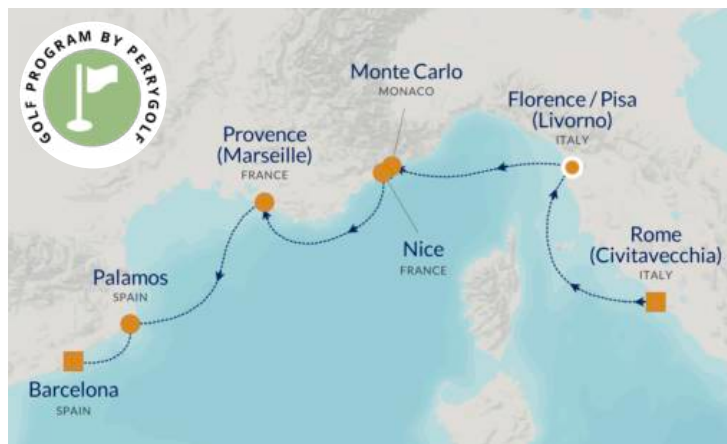 GOLF PROGRAM BY PERRYGOLF
Monte Carlo
MONACO
Florence / Pisa
(Livorno)
ITALY
Provence
(Marseille)
FRANCE
Nice
FRANCE
Rome
(Civitavecchia)
ITALY
Palamos
SPAIN
Barcelona
SPAIN